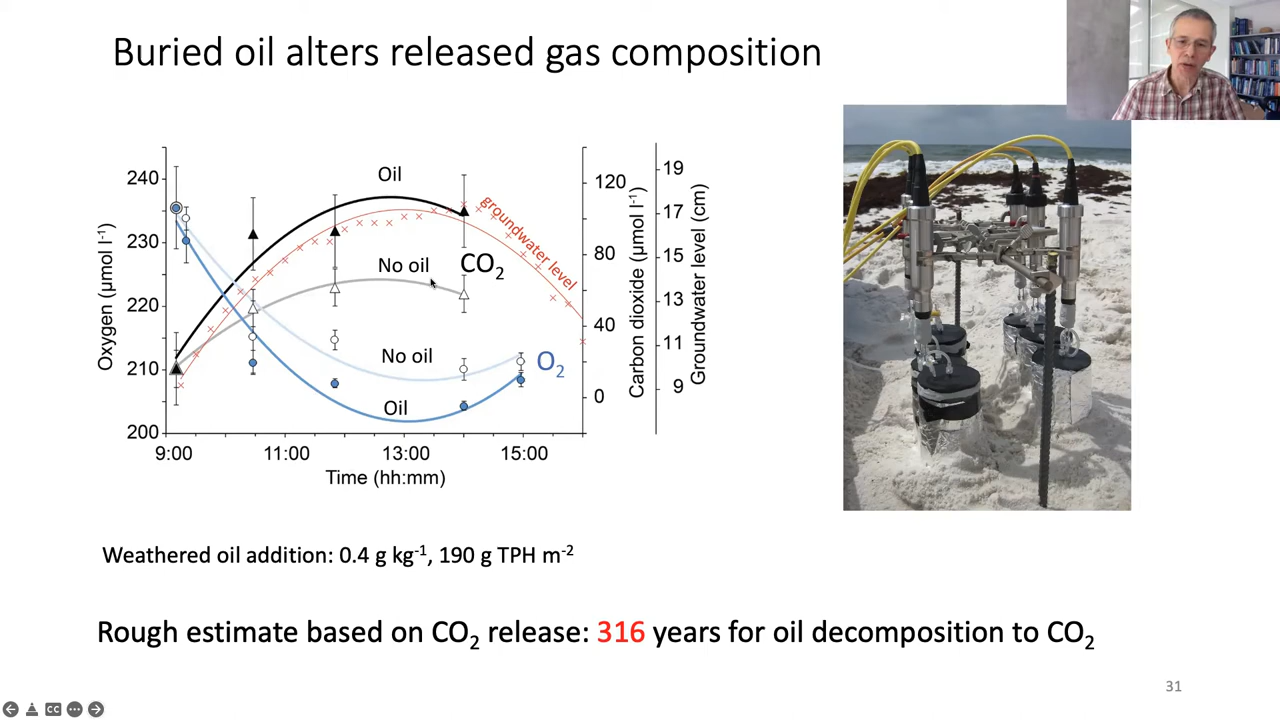 Buried oil alters released gas composition
Oxygen (µmol l⁻¹)
240
230
220
210
200
9:00
11:00
13:00
15:00
Time (hh:mm)
Oil
No oil
CO₂
No oil
O₂
Oil
groundwater level
120
80
40
0
Carbon dioxide (µmol l⁻¹)
19
17
15
13
11
9
Groundwater level (cm)
Weathered oil addition: 0.4 g kg⁻¹, 190 g TPH m⁻²
Rough estimate based on CO₂ release: 316 years for oil decomposition to CO₂
31
CC